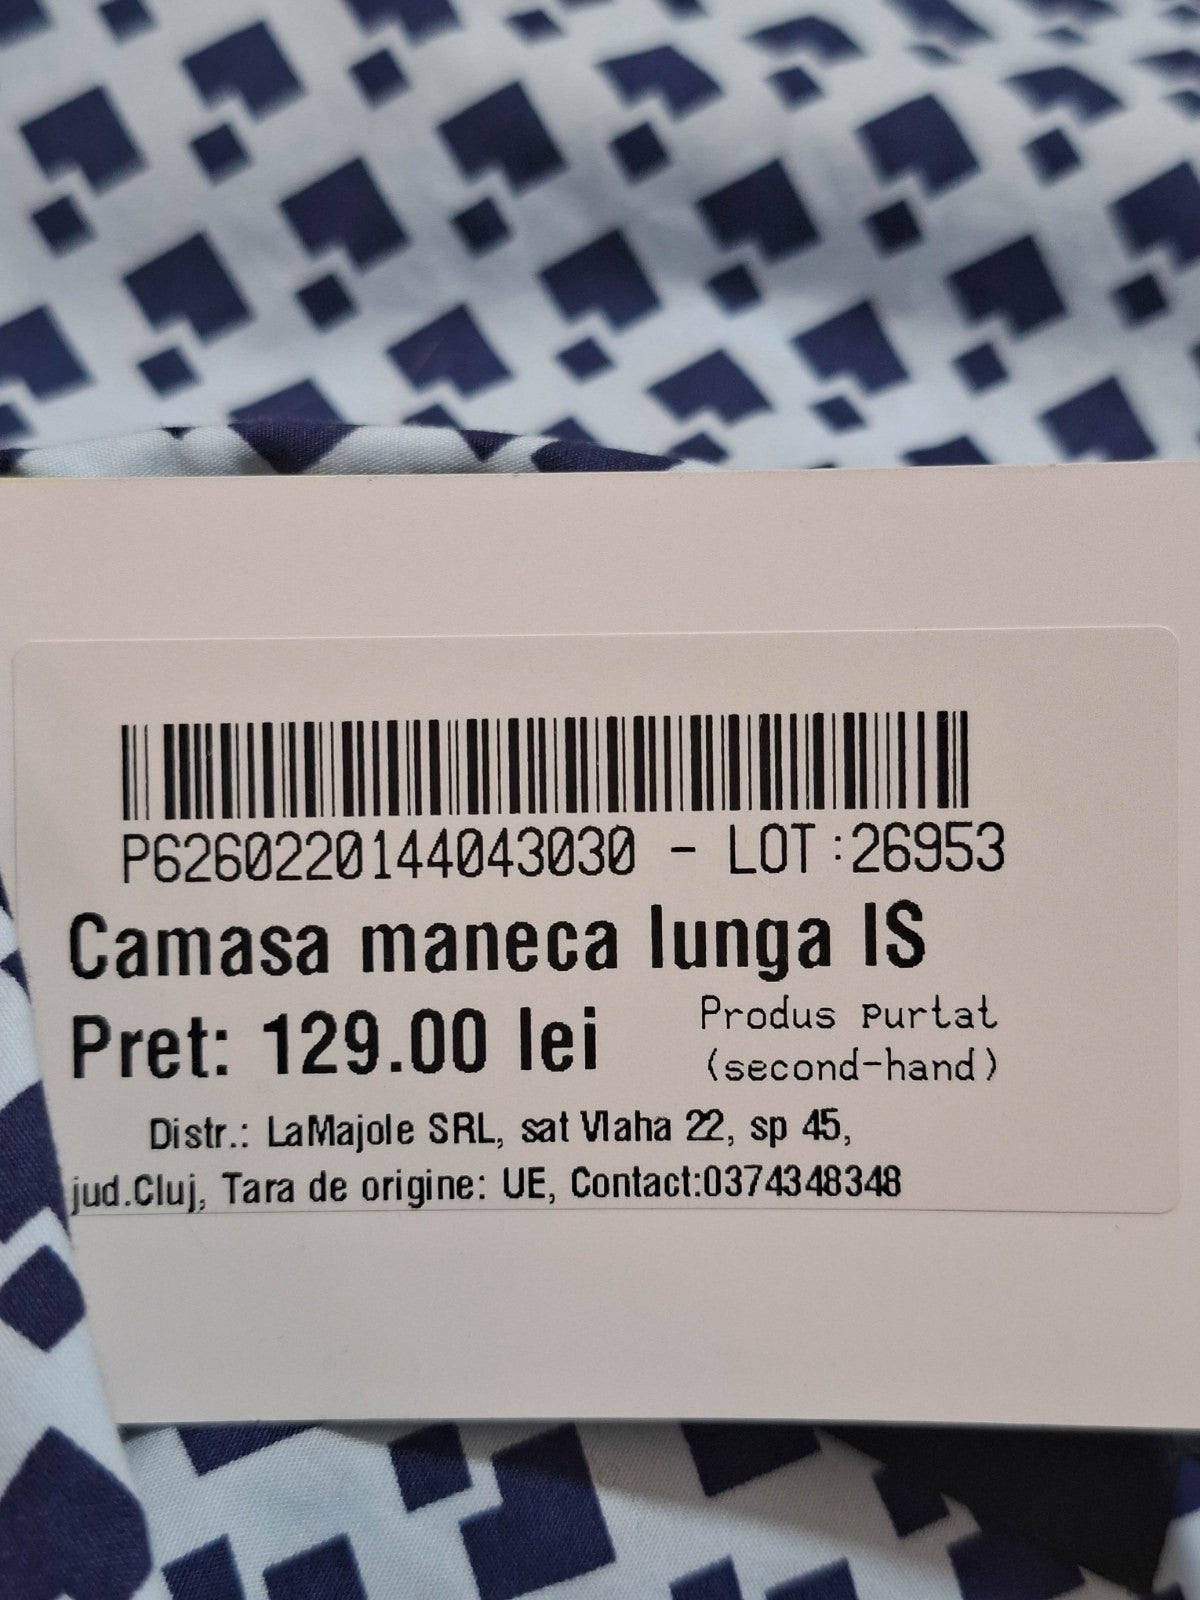 P6260220144043030 - LOT:26953
Camasa maneca lunga IS
Pret: 129.00 lei
Produs purtat
(second-hand)
Distr.: LaMajole SRL, sat Vlaha 22, sp 45,
jud.Cluj, Tara de origine: UE, Contact:0374348348